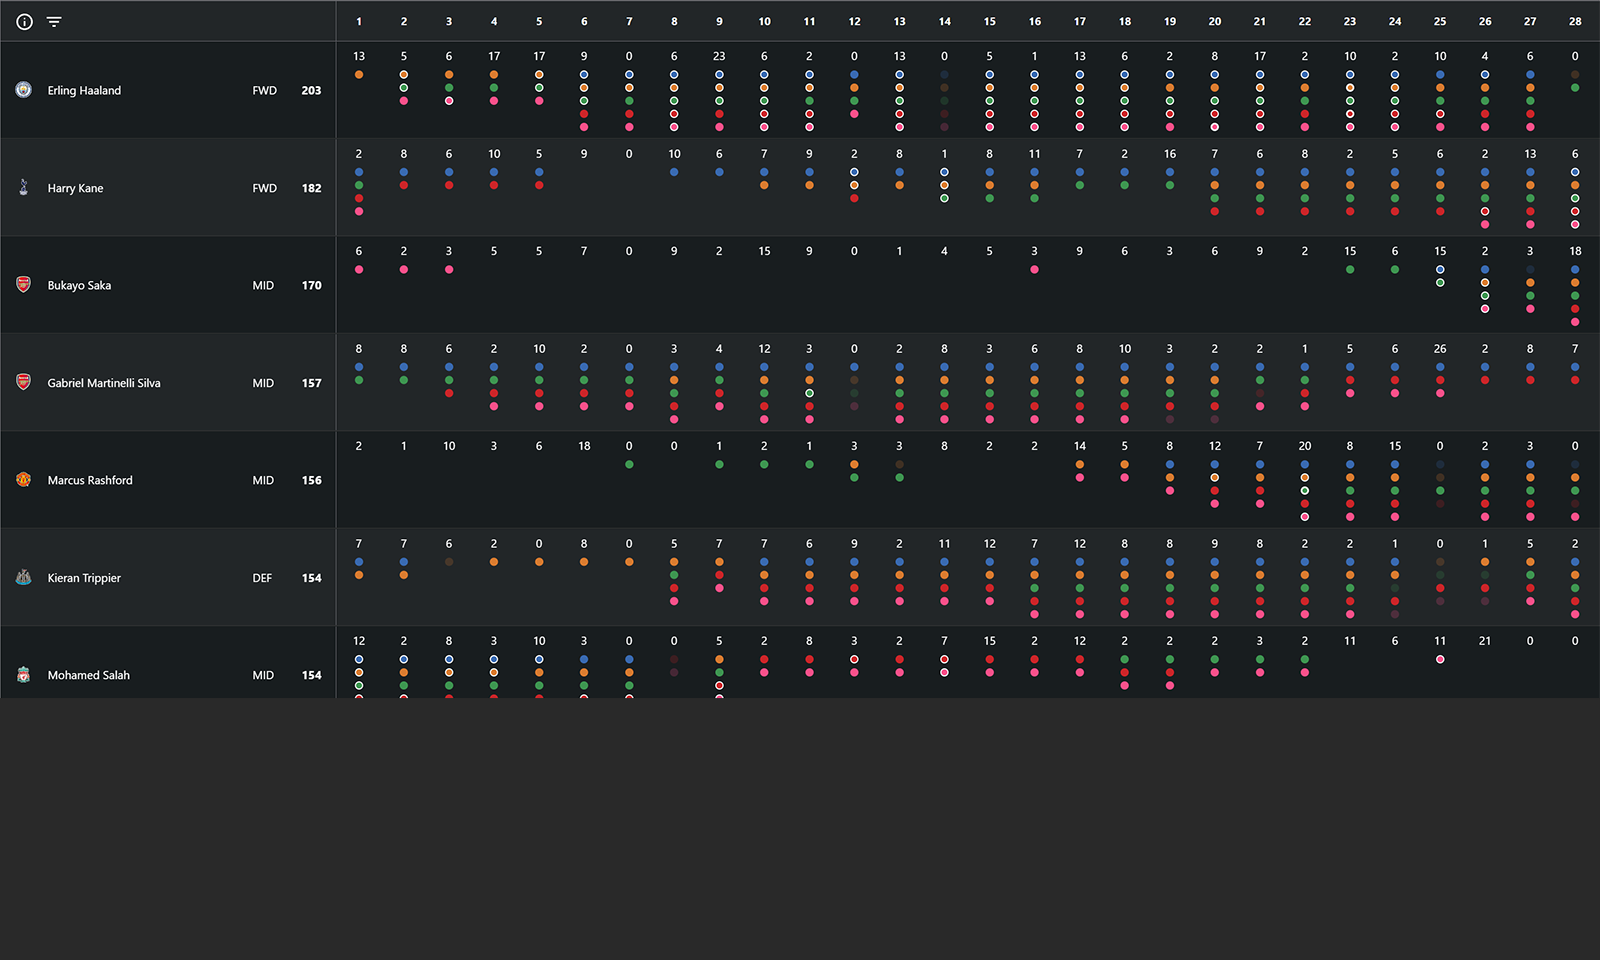 1 2 3 4 5 6 7 8 9 10 11 12 13 14 15 16 17 18 19 20 21 22 23 24 25 26 27 28
13 5 6 17 17 9 0 6 23 6 2 0 13 0 5 1 13 6 2 8 17 2 10 2 10 4 6 0
Erling Haaland FWD 203
2 8 6 10 5 9 0 10 6 7 9 2 8 1 8 11 7 2 16 7 6 8 2 5 6 2 13 6
Harry Kane FWD 182
6 2 3 5 5 7 0 9 2 15 9 0 1 4 5 3 9 6 3 6 9 2 15 6 15 2 3 18
Bukayo Saka MID 170
8 8 6 2 10 2 0 3 4 12 3 0 2 8 3 6 8 10 3 2 2 1 5 6 26 2 8 7
Gabriel Martinelli Silva MID 157
2 1 10 3 6 18 0 0 1 2 1 3 3 8 2 2 14 5 8 12 7 20 8 15 0 2 3 0
Marcus Rashford MID 156
7 7 6 2 0 8 0 5 7 7 6 9 2 11 12 7 12 8 8 9 8 2 2 1 0 1 5 2
Kieran Trippier DEF 154
12 2 8 3 10 3 0 0 5 2 8 3 2 7 15 2 12 2 2 2 3 2 11 6 11 21 0 0
Mohamed Salah MID 154